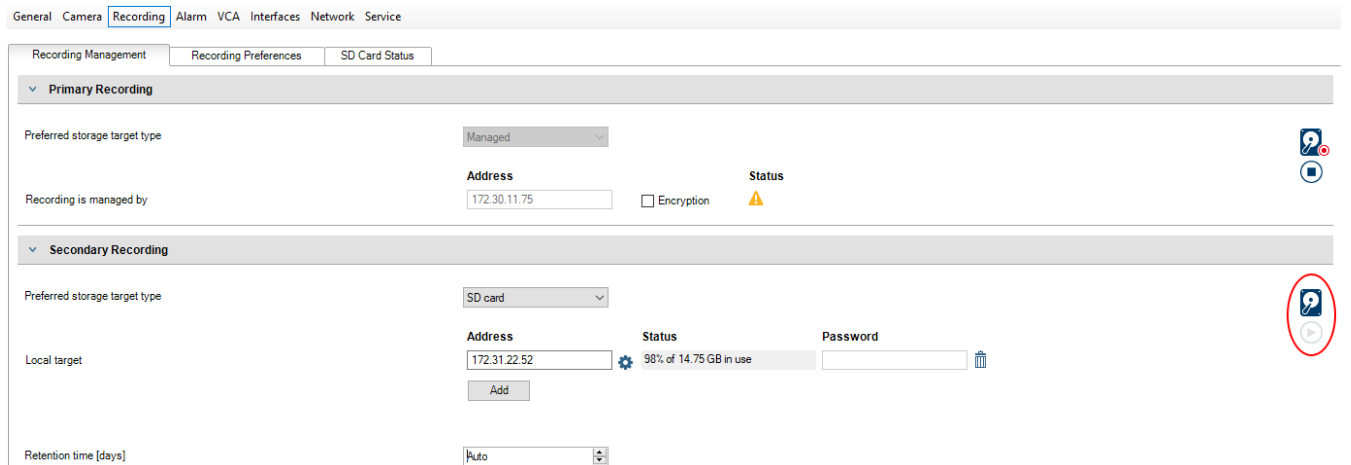 General Camera Recording Alarm VCA Interfaces Network Service
Recording Management Recording Preferences SD Card Status
Primary Recording
Preferred storage target type Managed
Address Status
Recording is managed by 172.30.11.75 Encryption
Secondary Recording
Preferred storage target type SD card
Address Status Password
Local target 172.31.22.52 98% of 14.75 GB in use
Add
Retention time [days] Auto